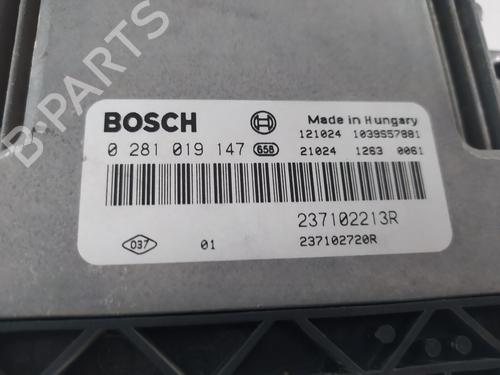 B-PARTS
BOSCH
Made in Hungary
121024 1039S57881
0 281 019 147 658
21024 1263 0061
237102213R
037 01 237102720R